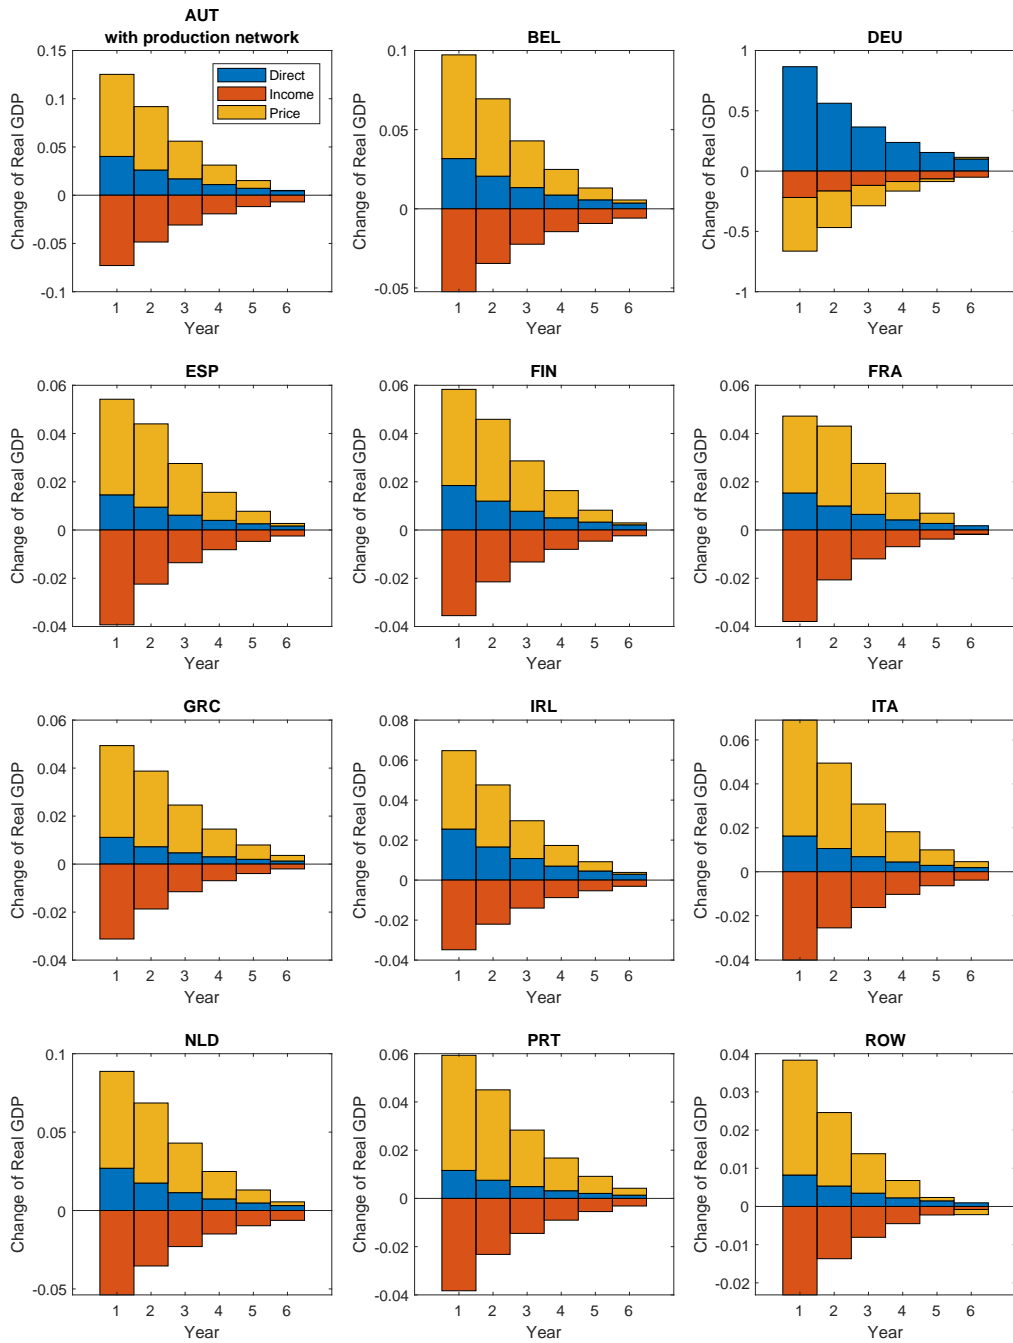 AUT
with production network
BEL
DEU
0.15
0.1
0.05
0
-0.05
-0.1
Change of Real GDP
Direct
Income
Price
1 2 3 4 5 6
Year
0.1
0.05
0
-0.05
Change of Real GDP
1 2 3 4 5 6
Year
1
0.5
0
-0.5
-1
Change of Real GDP
1 2 3 4 5 6
Year
ESP
0.06
0.04
0.02
0
-0.02
-0.04
Change of Real GDP
1 2 3 4 5 6
Year
FIN
0.06
0.04
0.02
0
-0.02
-0.04
Change of Real GDP
1 2 3 4 5 6
Year
FRA
0.06
0.04
0.02
0
-0.02
-0.04
Change of Real GDP
1 2 3 4 5 6
Year
GRC
0.06
0.04
0.02
0
-0.02
-0.04
Change of Real GDP
1 2 3 4 5 6
Year
IRL
0.08
0.06
0.04
0.02
0
-0.02
-0.04
Change of Real GDP
1 2 3 4 5 6
Year
ITA
0.06
0.04
0.02
0
-0.02
-0.04
Change of Real GDP
1 2 3 4 5 6
Year
NLD
0.1
0.05
0
-0.05
Change of Real GDP
1 2 3 4 5 6
Year
PRT
0.06
0.04
0.02
0
-0.02
-0.04
Change of Real GDP
1 2 3 4 5 6
Year
ROW
0.04
0.03
0.02
0.01
0
-0.01
-0.02
Change of Real GDP
1 2 3 4 5 6
Year